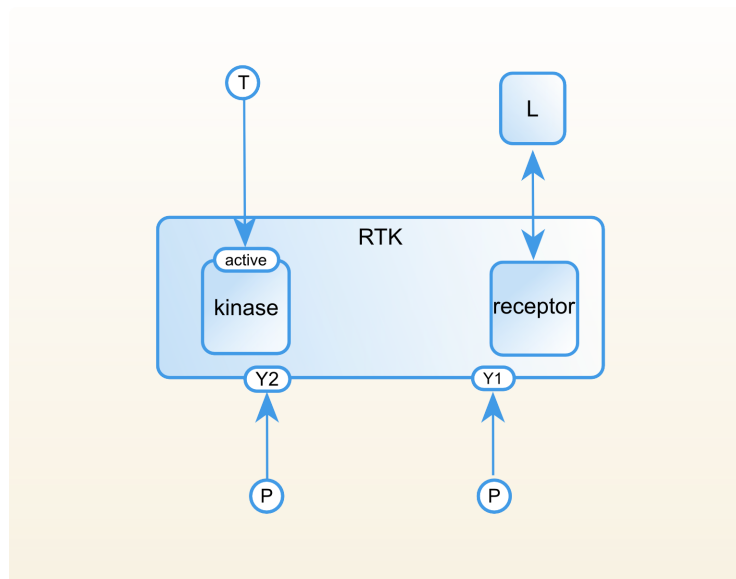 T
L
RTK
active
kinase
receptor
Y2
Y1
P
P